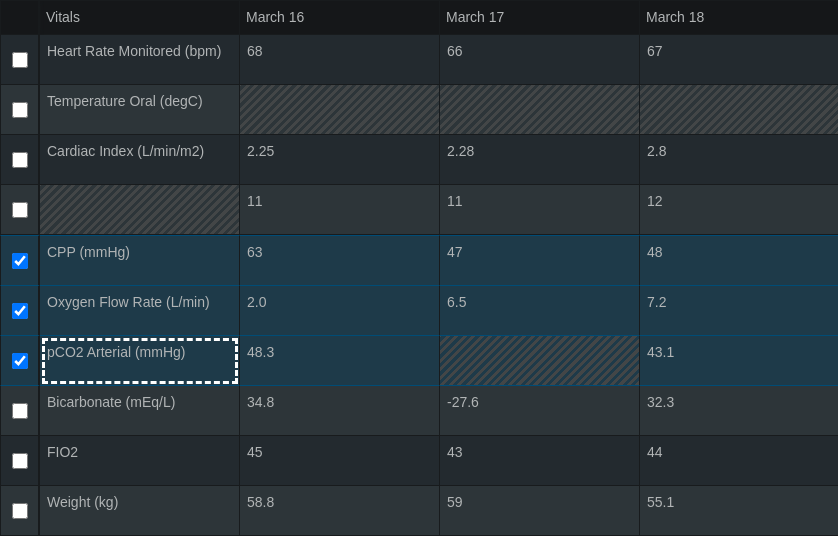 Vitals March 16 March 17 March 18
Heart Rate Monitored (bpm) 68 66 67
Temperature Oral (degC)
Cardiac Index (L/min/m2) 2.25 2.28 2.8
11 11 12
CPP (mmHg) 63 47 48
Oxygen Flow Rate (L/min) 2.0 6.5 7.2
pCO2 Arterial (mmHg) 48.3 43.1
Bicarbonate (mEq/L) 34.8 -27.6 32.3
FIO2 45 43 44
Weight (kg) 58.8 59 55.1